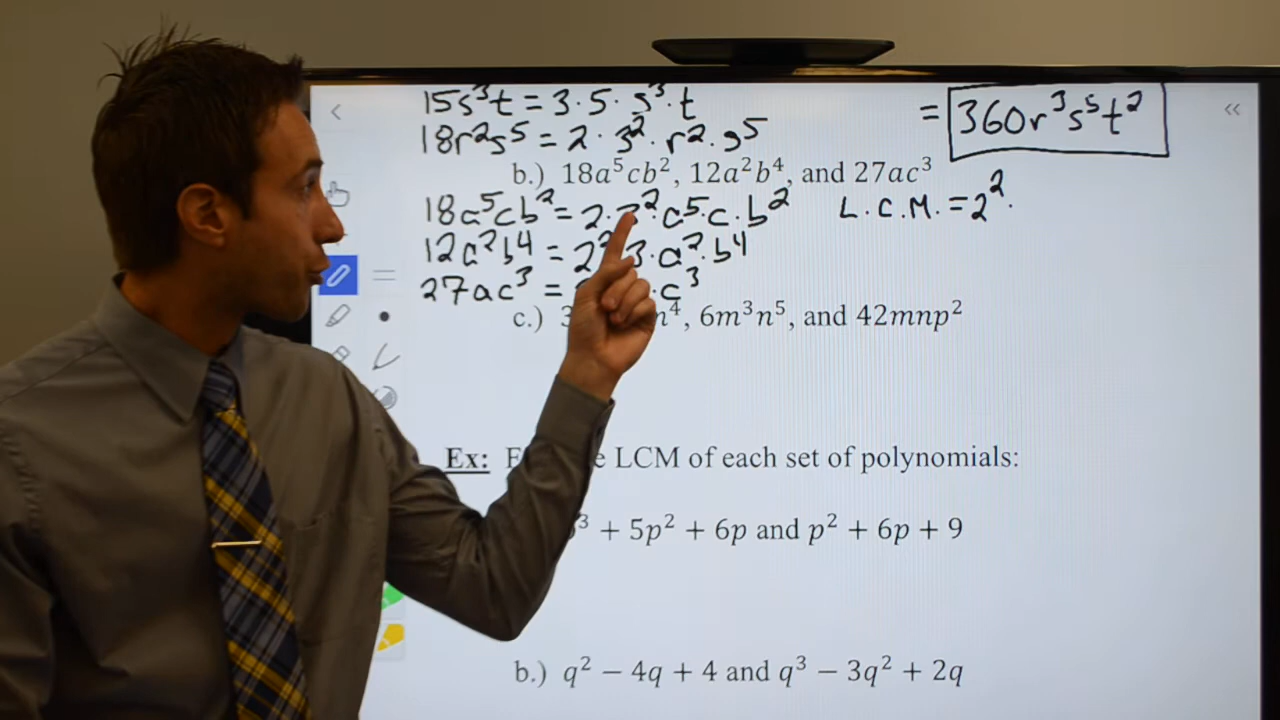 15s³t = 3·5·s³·t
= 360r³s⁵t²
18r²s⁵ = 2·3²·r²·s⁵
b.) 18a⁵cb², 12a²b⁴, and 27ac³
18a⁵cb² = 2·3²·a⁵·c·b² L.C.M. = 2²·
12a²b⁴ = 2²·3·a²·b⁴
27ac³ = ·c³
c.) 6m³n⁵, and 42mnp²
Ex: LCM of each set of polynomials:
+ 5p² + 6p and p² + 6p + 9
b.) q² − 4q + 4 and q³ − 3q² + 2q